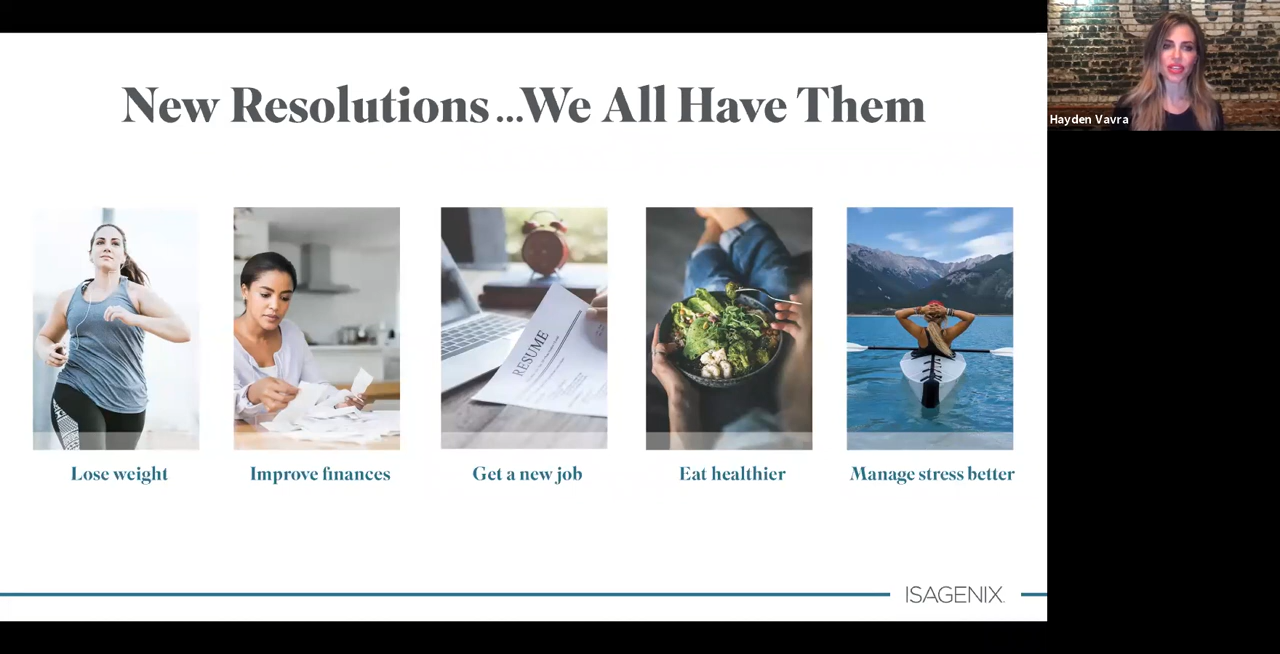 New Resolutions...We All Have Them
Hayden Vavra
RESUME
Lose weight
Improve finances
Get a new job
Eat healthier
Manage stress better
ISAGENIX